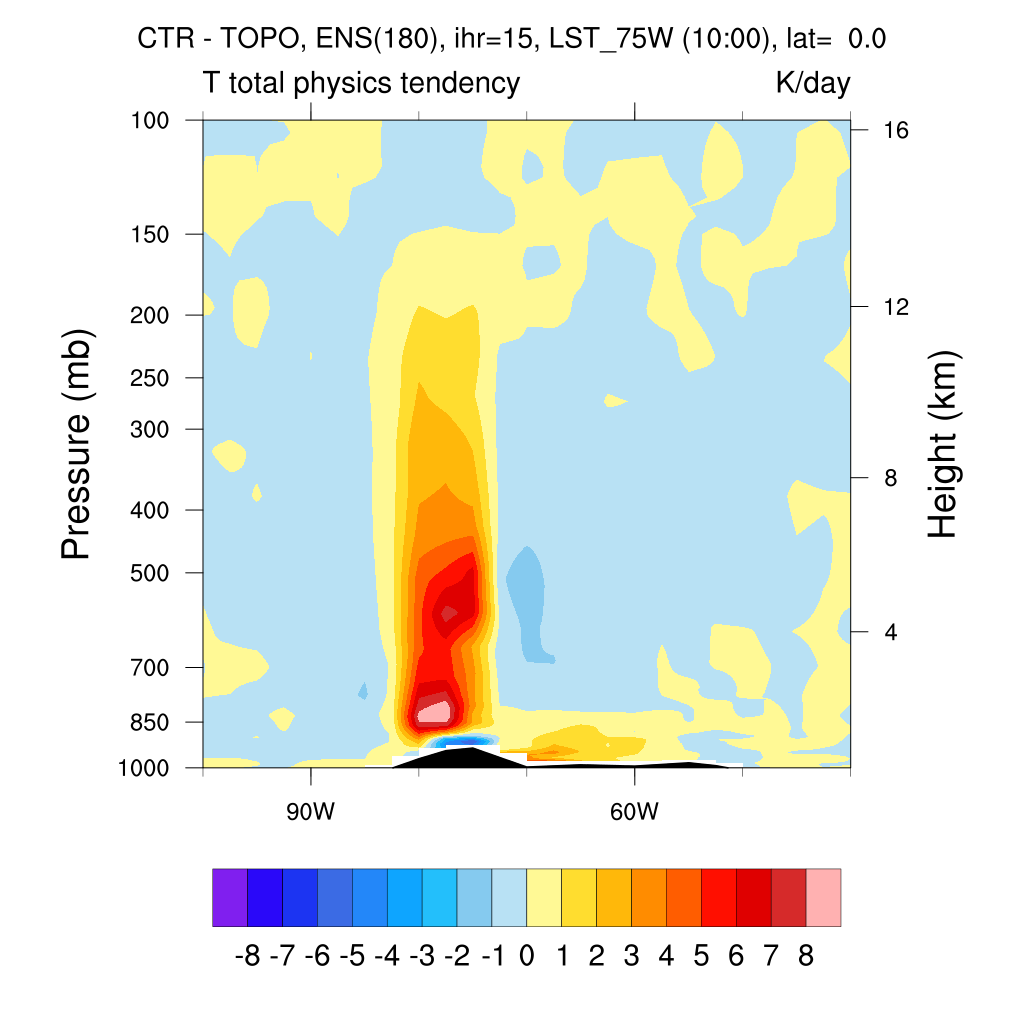 CTR - TOPO, ENS(180), ihr=15, LST_75W (10:00), lat=  0.0
T total physics tendency K/day
100
150
200
250
300
400
500
700
850
1000
Pressure (mb)
16
12
8
4
Height (km)
90W 60W
-8 -7 -6 -5 -4 -3 -2 -1 0 1 2 3 4 5 6 7 8